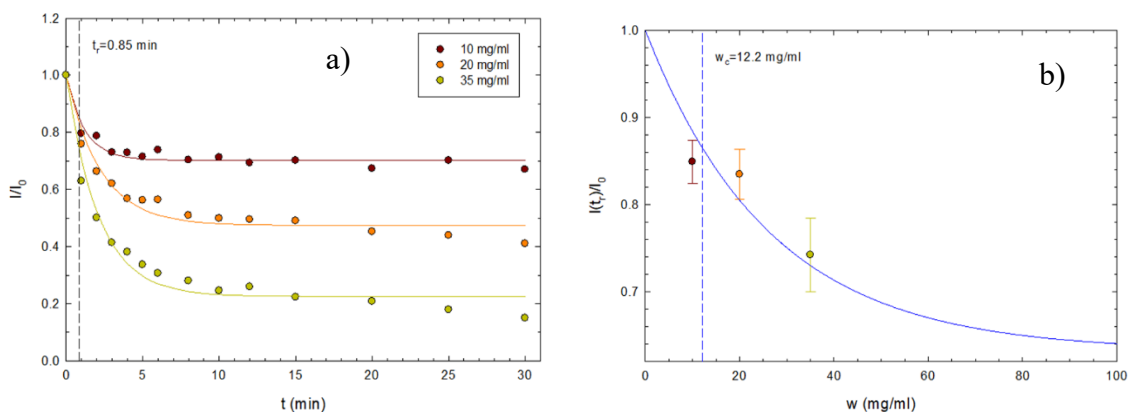 t_r=0.85 min
a)
10 mg/ml
20 mg/ml
35 mg/ml
I/I_0
1.2
1.0
0.8
0.6
0.4
0.2
0.0
0 5 10 15 20 25 30
t (min)
w_c=12.2 mg/ml
b)
I(t_r)/I_0
1.0
0.9
0.8
0.7
0 20 40 60 80 100
w (mg/ml)